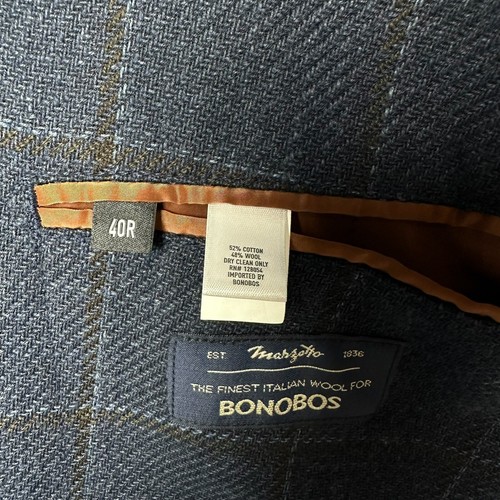 40R
52% COTTON
48% WOOL
DRY CLEAN ONLY
RN# 128054
IMPORTED BY
BONOBOS
EST Marzotto 1836
THE FINEST ITALIAN WOOL FOR
BONOBOS